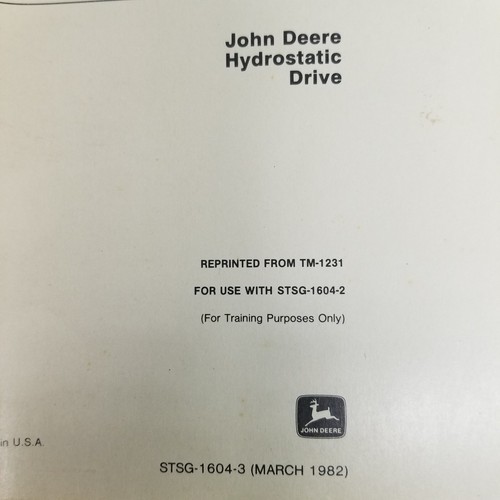 John Deere
Hydrostatic
Drive
REPRINTED FROM TM-1231
FOR USE WITH STSG-1604-2
(For Training Purposes Only)
JOHN DEERE
in U.S.A.
STSG-1604-3 (MARCH 1982)